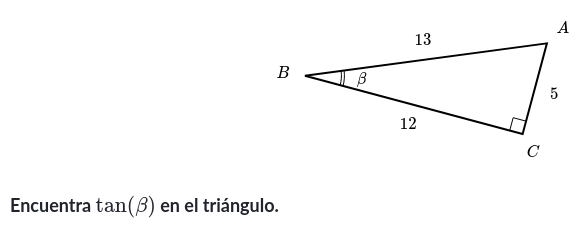 A
13
B
β
5
12
C
Encuentra tan(β) en el triángulo.